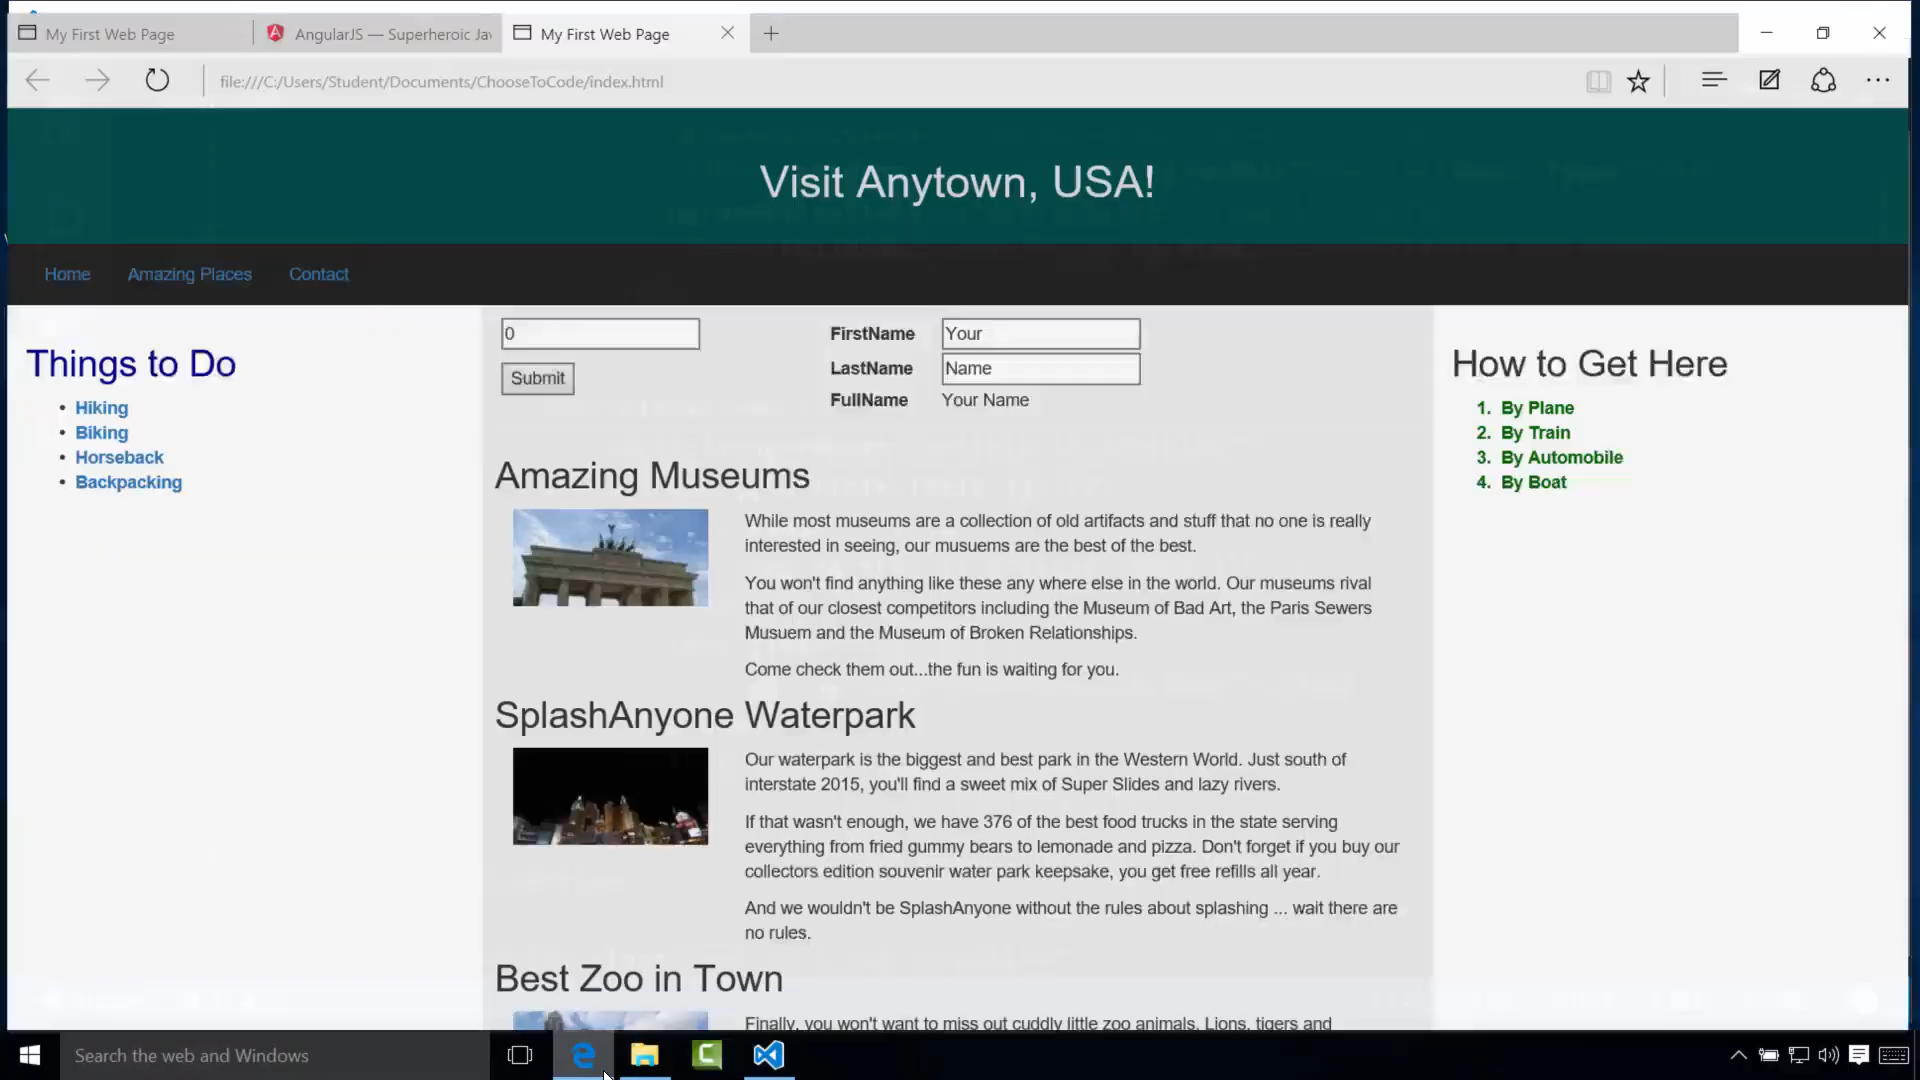 My First Web Page
AngularJS — Superheroic Jav
My First Web Page
file:///C:/Users/Student/Documents/ChooseToCode/index.html
Visit Anytown, USA!
Home
Amazing Places
Contact
Things to Do
Hiking
Biking
Horseback
Backpacking
0
Submit
FirstName
Your
LastName
Name
FullName
Your Name
Amazing Museums
While most museums are a collection of old artifacts and stuff that no one is really
interested in seeing, our musuems are the best of the best.
You won't find anything like these any where else in the world. Our museums rival
that of our closest competitors including the Museum of Bad Art, the Paris Sewers
Musuem and the Museum of Broken Relationships.
Come check them out...the fun is waiting for you.
SplashAnyone Waterpark
Our waterpark is the biggest and best park in the Western World. Just south of
interstate 2015, you'll find a sweet mix of Super Slides and lazy rivers.
If that wasn't enough, we have 376 of the best food trucks in the state serving
everything from fried gummy bears to lemonade and pizza. Don't forget if you buy our
collectors edition souvenir water park keepsake, you get free refills all year.
And we wouldn't be SplashAnyone without the rules about splashing ... wait there are
no rules.
Best Zoo in Town
Finally, you won't want to miss out cuddly little zoo animals. Lions, tigers and
How to Get Here
1. By Plane
2. By Train
3. By Automobile
4. By Boat
Search the web and Windows